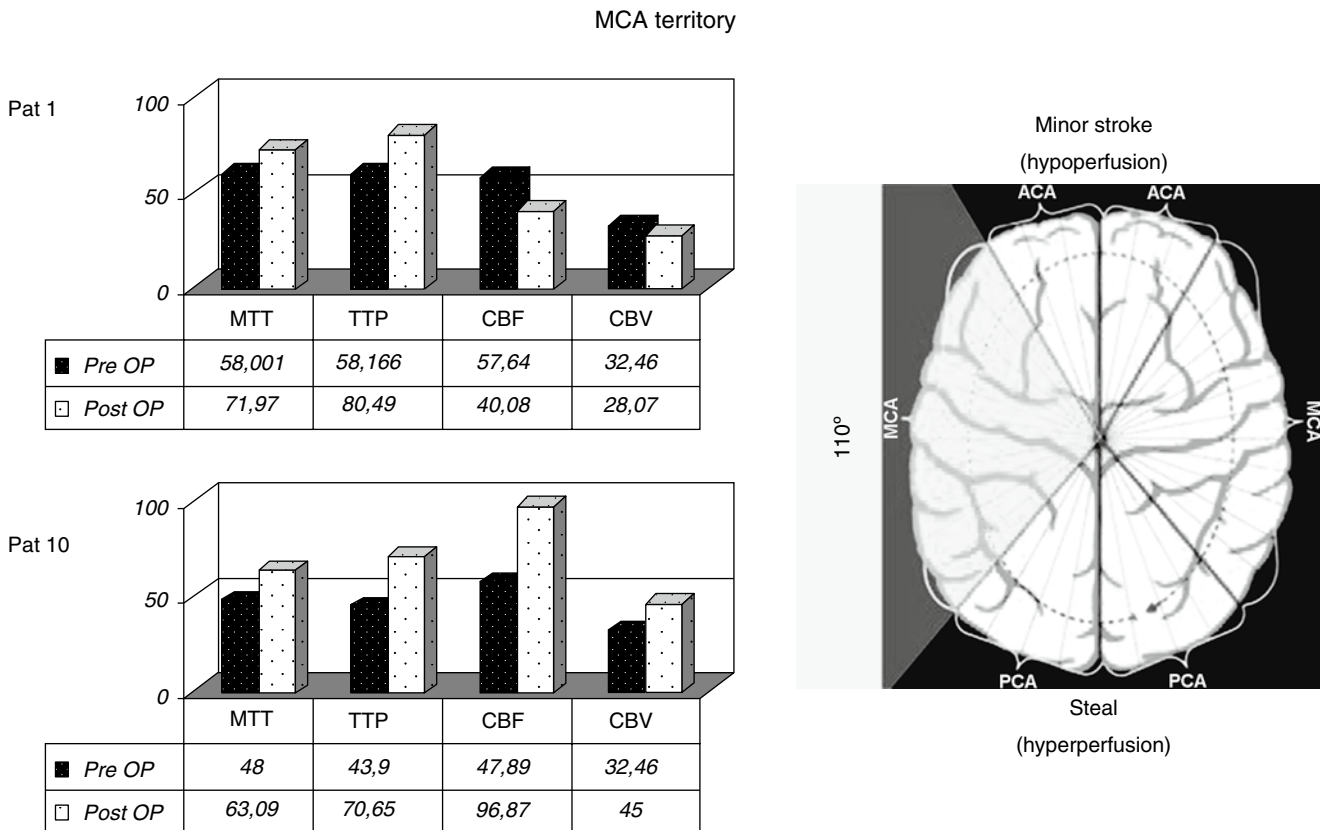 MCA territory
Pat 1
100
50
0
MTT TTP CBF CBV
Pre OP 58,001 58,166 57,64 32,46
Post OP 71,97 80,49 40,08 28,07
Pat 10
100
50
0
MTT TTP CBF CBV
Pre OP 48 43,9 47,89 32,46
Post OP 63,09 70,65 96,87 45
Minor stroke
(hypoperfusion)
ACA ACA
110°
MCA
MCA
PCA PCA
Steal
(hyperperfusion)